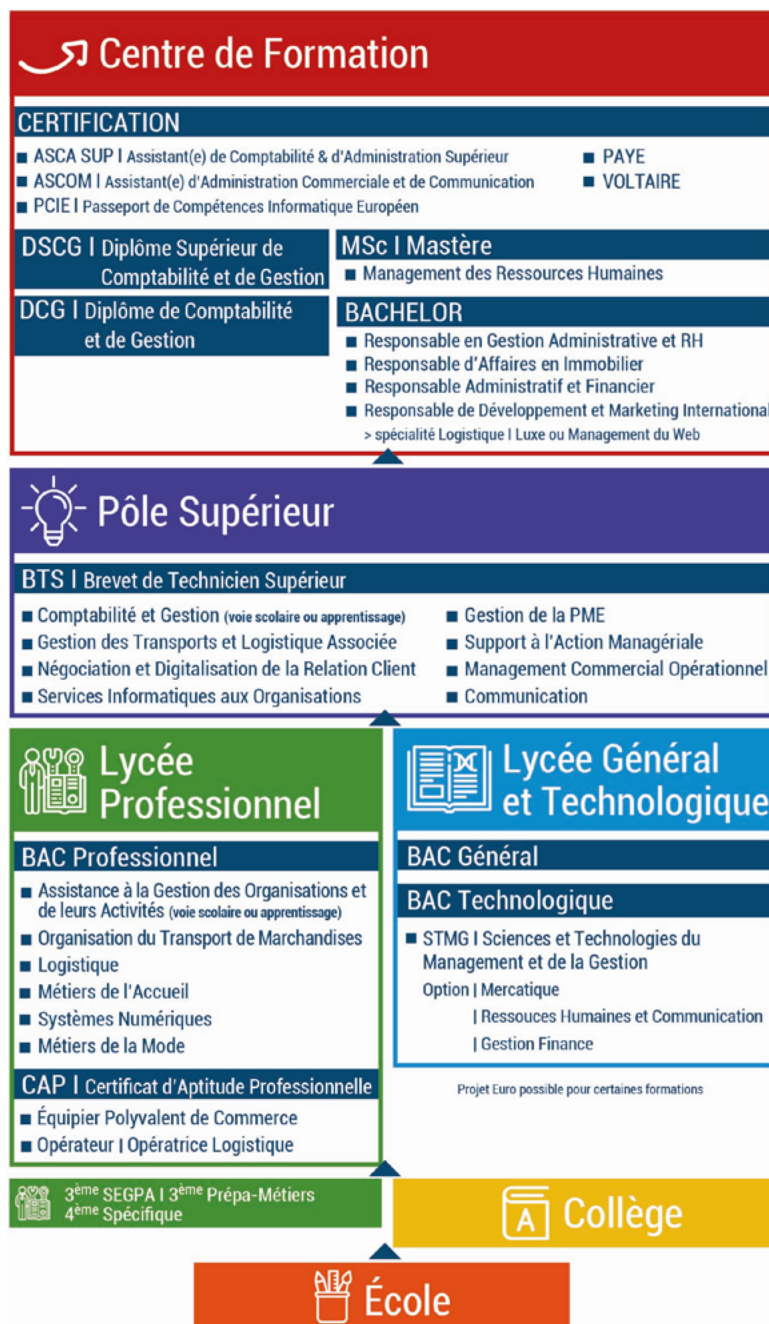 Centre de Formation
CERTIFICATION
ASCA SUP | Assistant(e) de Comptabilité & d'Administration Supérieur
ASCOM | Assistant(e) d'Administration Commerciale et de Communication
PCIE | Passeport de Compétences Informatique Européen
PAYE
VOLTAIRE
DSCG | Diplôme Supérieur de
Comptabilité et de Gestion
DCG | Diplôme de Comptabilité
et de Gestion
MSc | Mastère
Management des Ressources Humaines
BACHELOR
Responsable en Gestion Administrative et RH
Responsable d'Affaires en Immobilier
Responsable Administratif et Financier
Responsable de Développement et Marketing International
> spécialité Logistique | Luxe ou Management du Web
Pôle Supérieur
BTS | Brevet de Technicien Supérieur
Comptabilité et Gestion (voie scolaire ou apprentissage)
Gestion des Transports et Logistique Associée
Négociation et Digitalisation de la Relation Client
Services Informatiques aux Organisations
Gestion de la PME
Support à l'Action Managériale
Management Commercial Opérationnel
Communication
Lycée
Professionnel
BAC Professionnel
Assistance à la Gestion des Organisations et
de leurs Activités (voie scolaire ou apprentissage)
Organisation du Transport de Marchandises
Logistique
Métiers de l'Accueil
Systèmes Numériques
Métiers de la Mode
CAP | Certificat d'Aptitude Professionnelle
Équipier Polyvalent de Commerce
Opérateur | Opératrice Logistique
Lycée Général
et Technologique
BAC Général
BAC Technologique
STMG | Sciences et Technologies du
Management et de la Gestion
Option | Mercatique
| Ressouces Humaines et Communication
| Gestion Finance
Projet Euro possible pour certaines formations
3ème SEGPA | 3ème Prépa-Métiers
4ème Spécifique
A
Collège
École